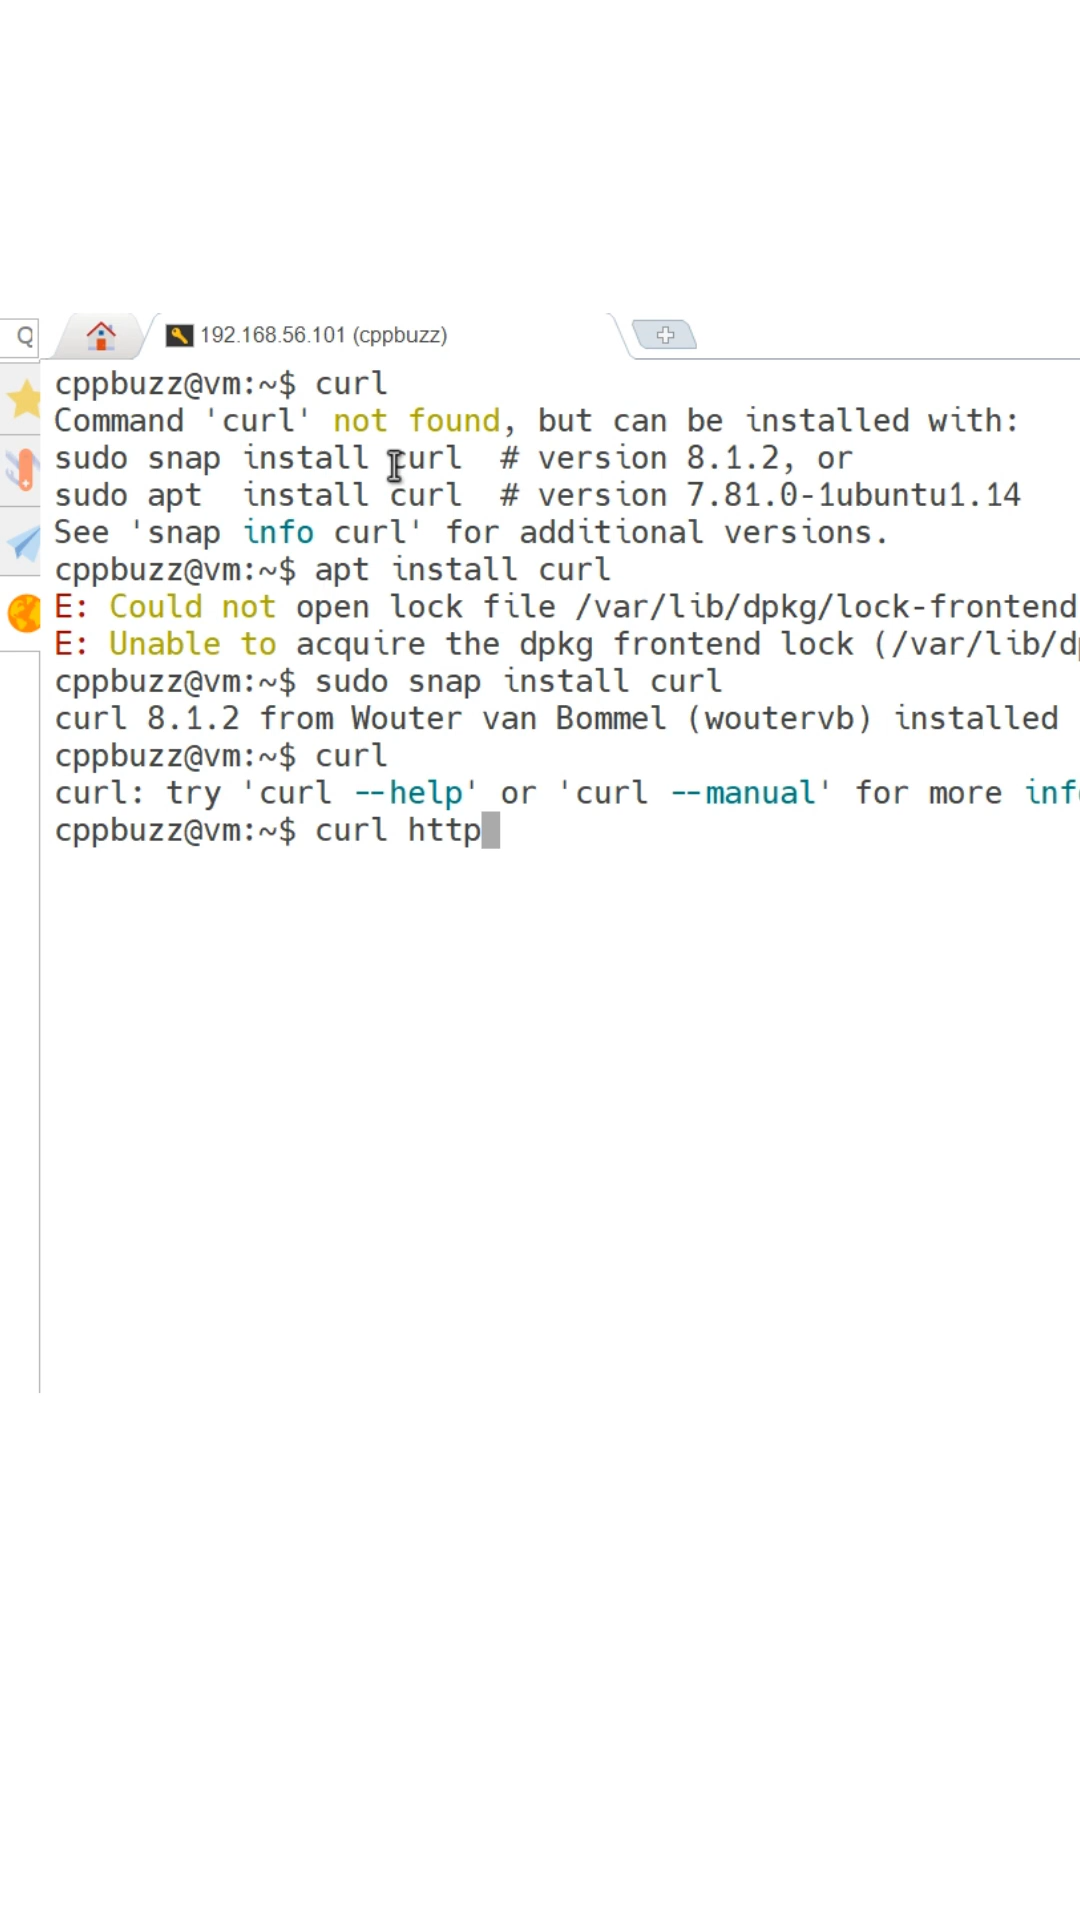 Q
192.168.56.101 (cppbuzz)
cppbuzz@vm:~$ curl
Command 'curl' not found, but can be installed with:
sudo snap install curl # version 8.1.2, or
sudo apt  install curl # version 7.81.0-1ubuntu1.14
See 'snap info curl' for additional versions.
cppbuzz@vm:~$ apt install curl
E: Could not open lock file /var/lib/dpkg/lock-frontend
E: Unable to acquire the dpkg frontend lock (/var/lib/dp
cppbuzz@vm:~$ sudo snap install curl
curl 8.1.2 from Wouter van Bommel (woutervb) installed
cppbuzz@vm:~$ curl
curl: try 'curl --help' or 'curl --manual' for more info
cppbuzz@vm:~$ curl http